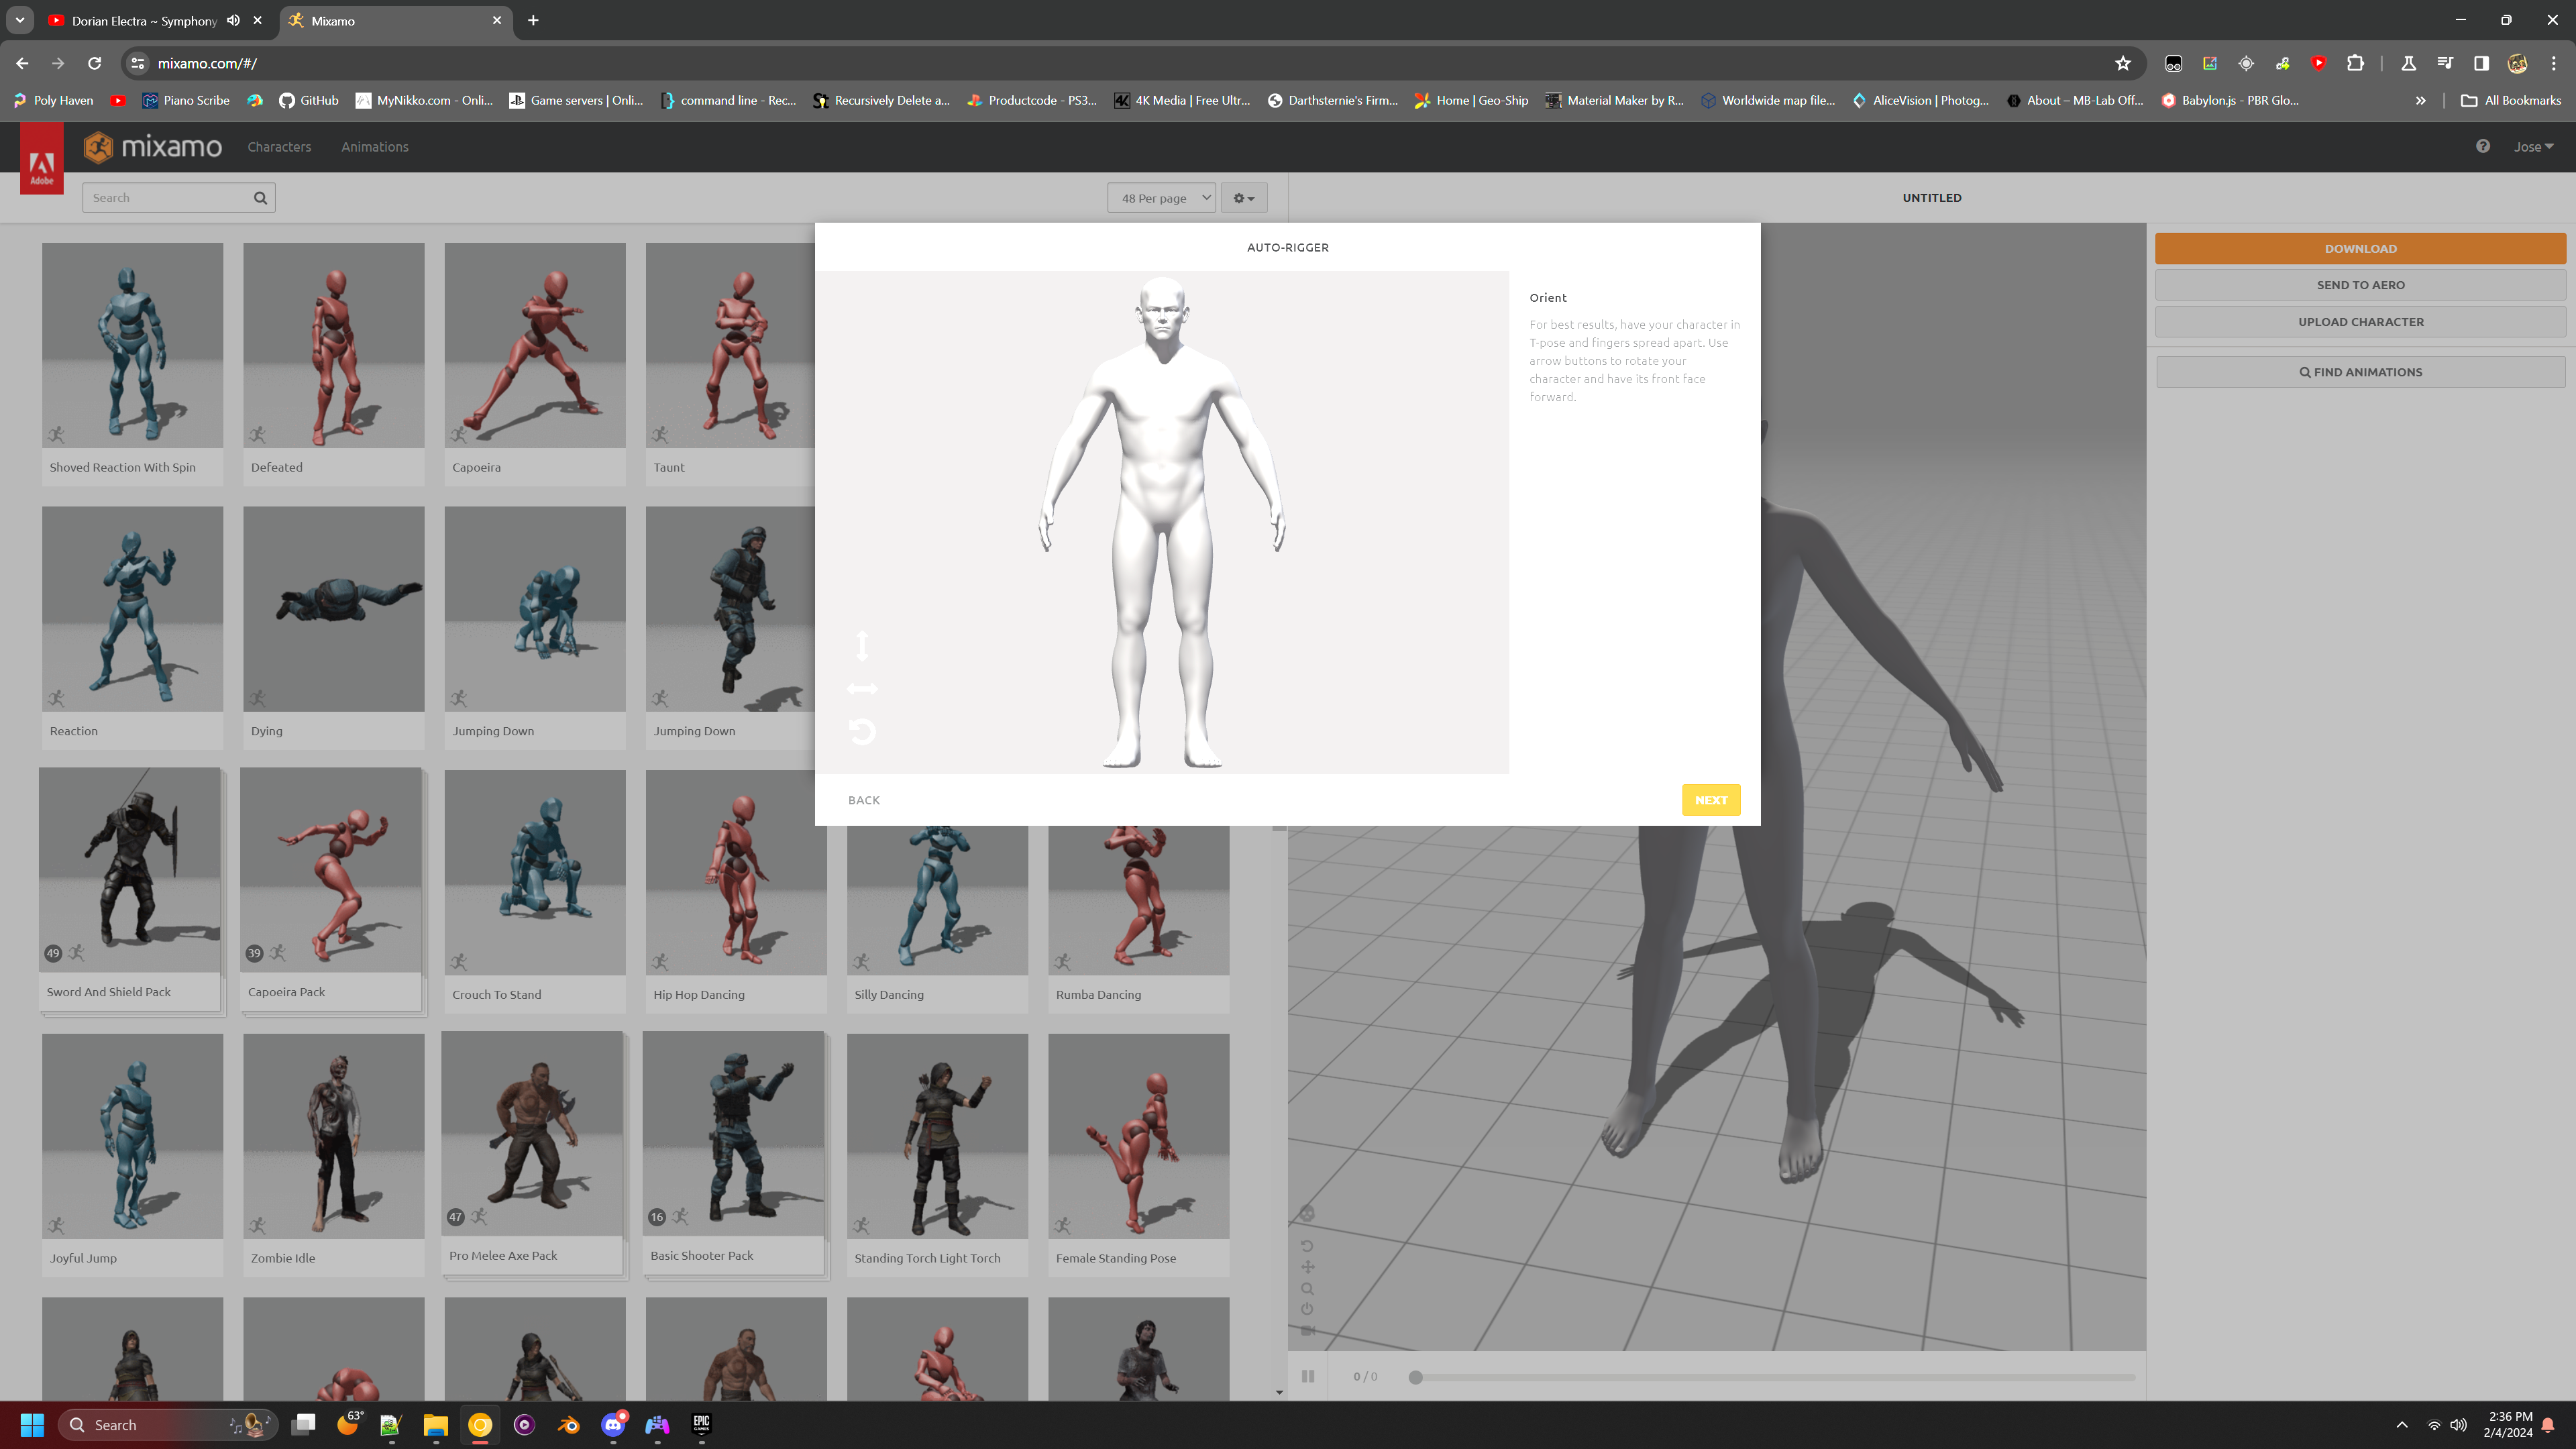 Dorian Electra ~ Symphony
Mixamo
mixamo.com/#/
Poly Haven
Piano Scribe
GitHub
MyNikko.com - Onli...
Game servers | Onli...
command line - Rec...
Recursively Delete a...
Productcode - PS3...
4K Media | Free Ultr...
Darthsternie's Firm...
Home | Geo-Ship
Material Maker by R...
Worldwide map file...
AliceVision | Photog...
About – MB-Lab Off...
Babylon.js - PBR Glo...
All Bookmarks
Adobe
mixamo
Characters
Animations
Jose
Search
48 Per page
UNTITLED
AUTO-RIGGER
Orient
For best results, have your character in
T-pose and fingers spread apart. Use
arrow buttons to rotate your
character and have its front face
forward.
BACK
NEXT
DOWNLOAD
SEND TO AERO
UPLOAD CHARACTER
FIND ANIMATIONS
Shoved Reaction With Spin
Defeated
Capoeira
Taunt
Reaction
Dying
Jumping Down
Jumping Down
49
39
Sword And Shield Pack
Capoeira Pack
Crouch To Stand
Hip Hop Dancing
Silly Dancing
Rumba Dancing
47
16
Joyful Jump
Zombie Idle
Pro Melee Axe Pack
Basic Shooter Pack
Standing Torch Light Torch
Female Standing Pose
0 / 0
Search
63°
EPIC
GAMES
2:36 PM
2/4/2024